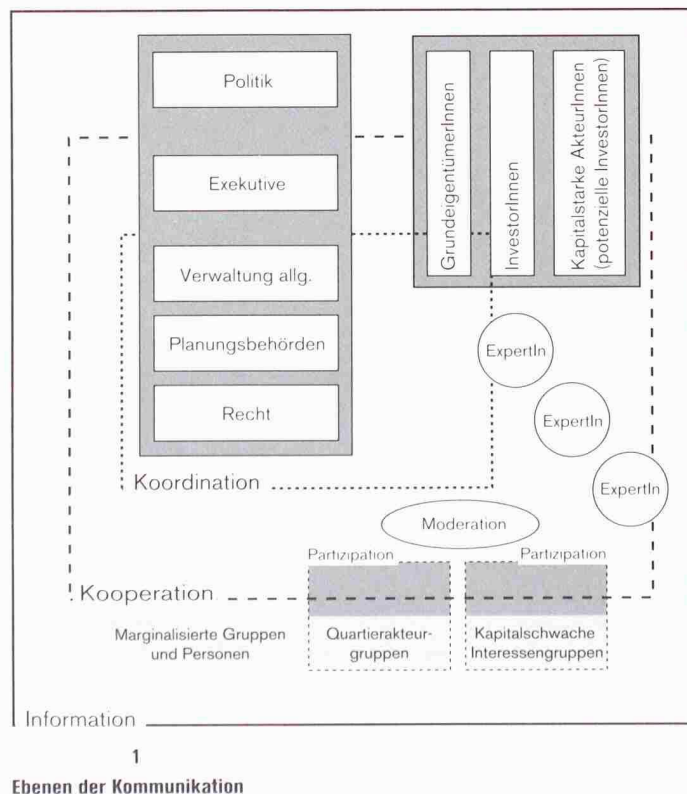 Politik
Exekutive
Verwaltung allg.
Planungsbehörden
Recht
GrundeigentümerInnen
InvestorInnen
Kapitalstarke AkteurInnen
(potenzielle InvestorInnen)
ExpertIn
ExpertIn
ExpertIn
Koordination
Moderation
Partizipation
Partizipation
Kooperation
Marginalisierte Gruppen
und Personen
Quartierakteur-
gruppen
Kapitalschwache
Interessengruppen
Information
1
Ebenen der Kommunikation